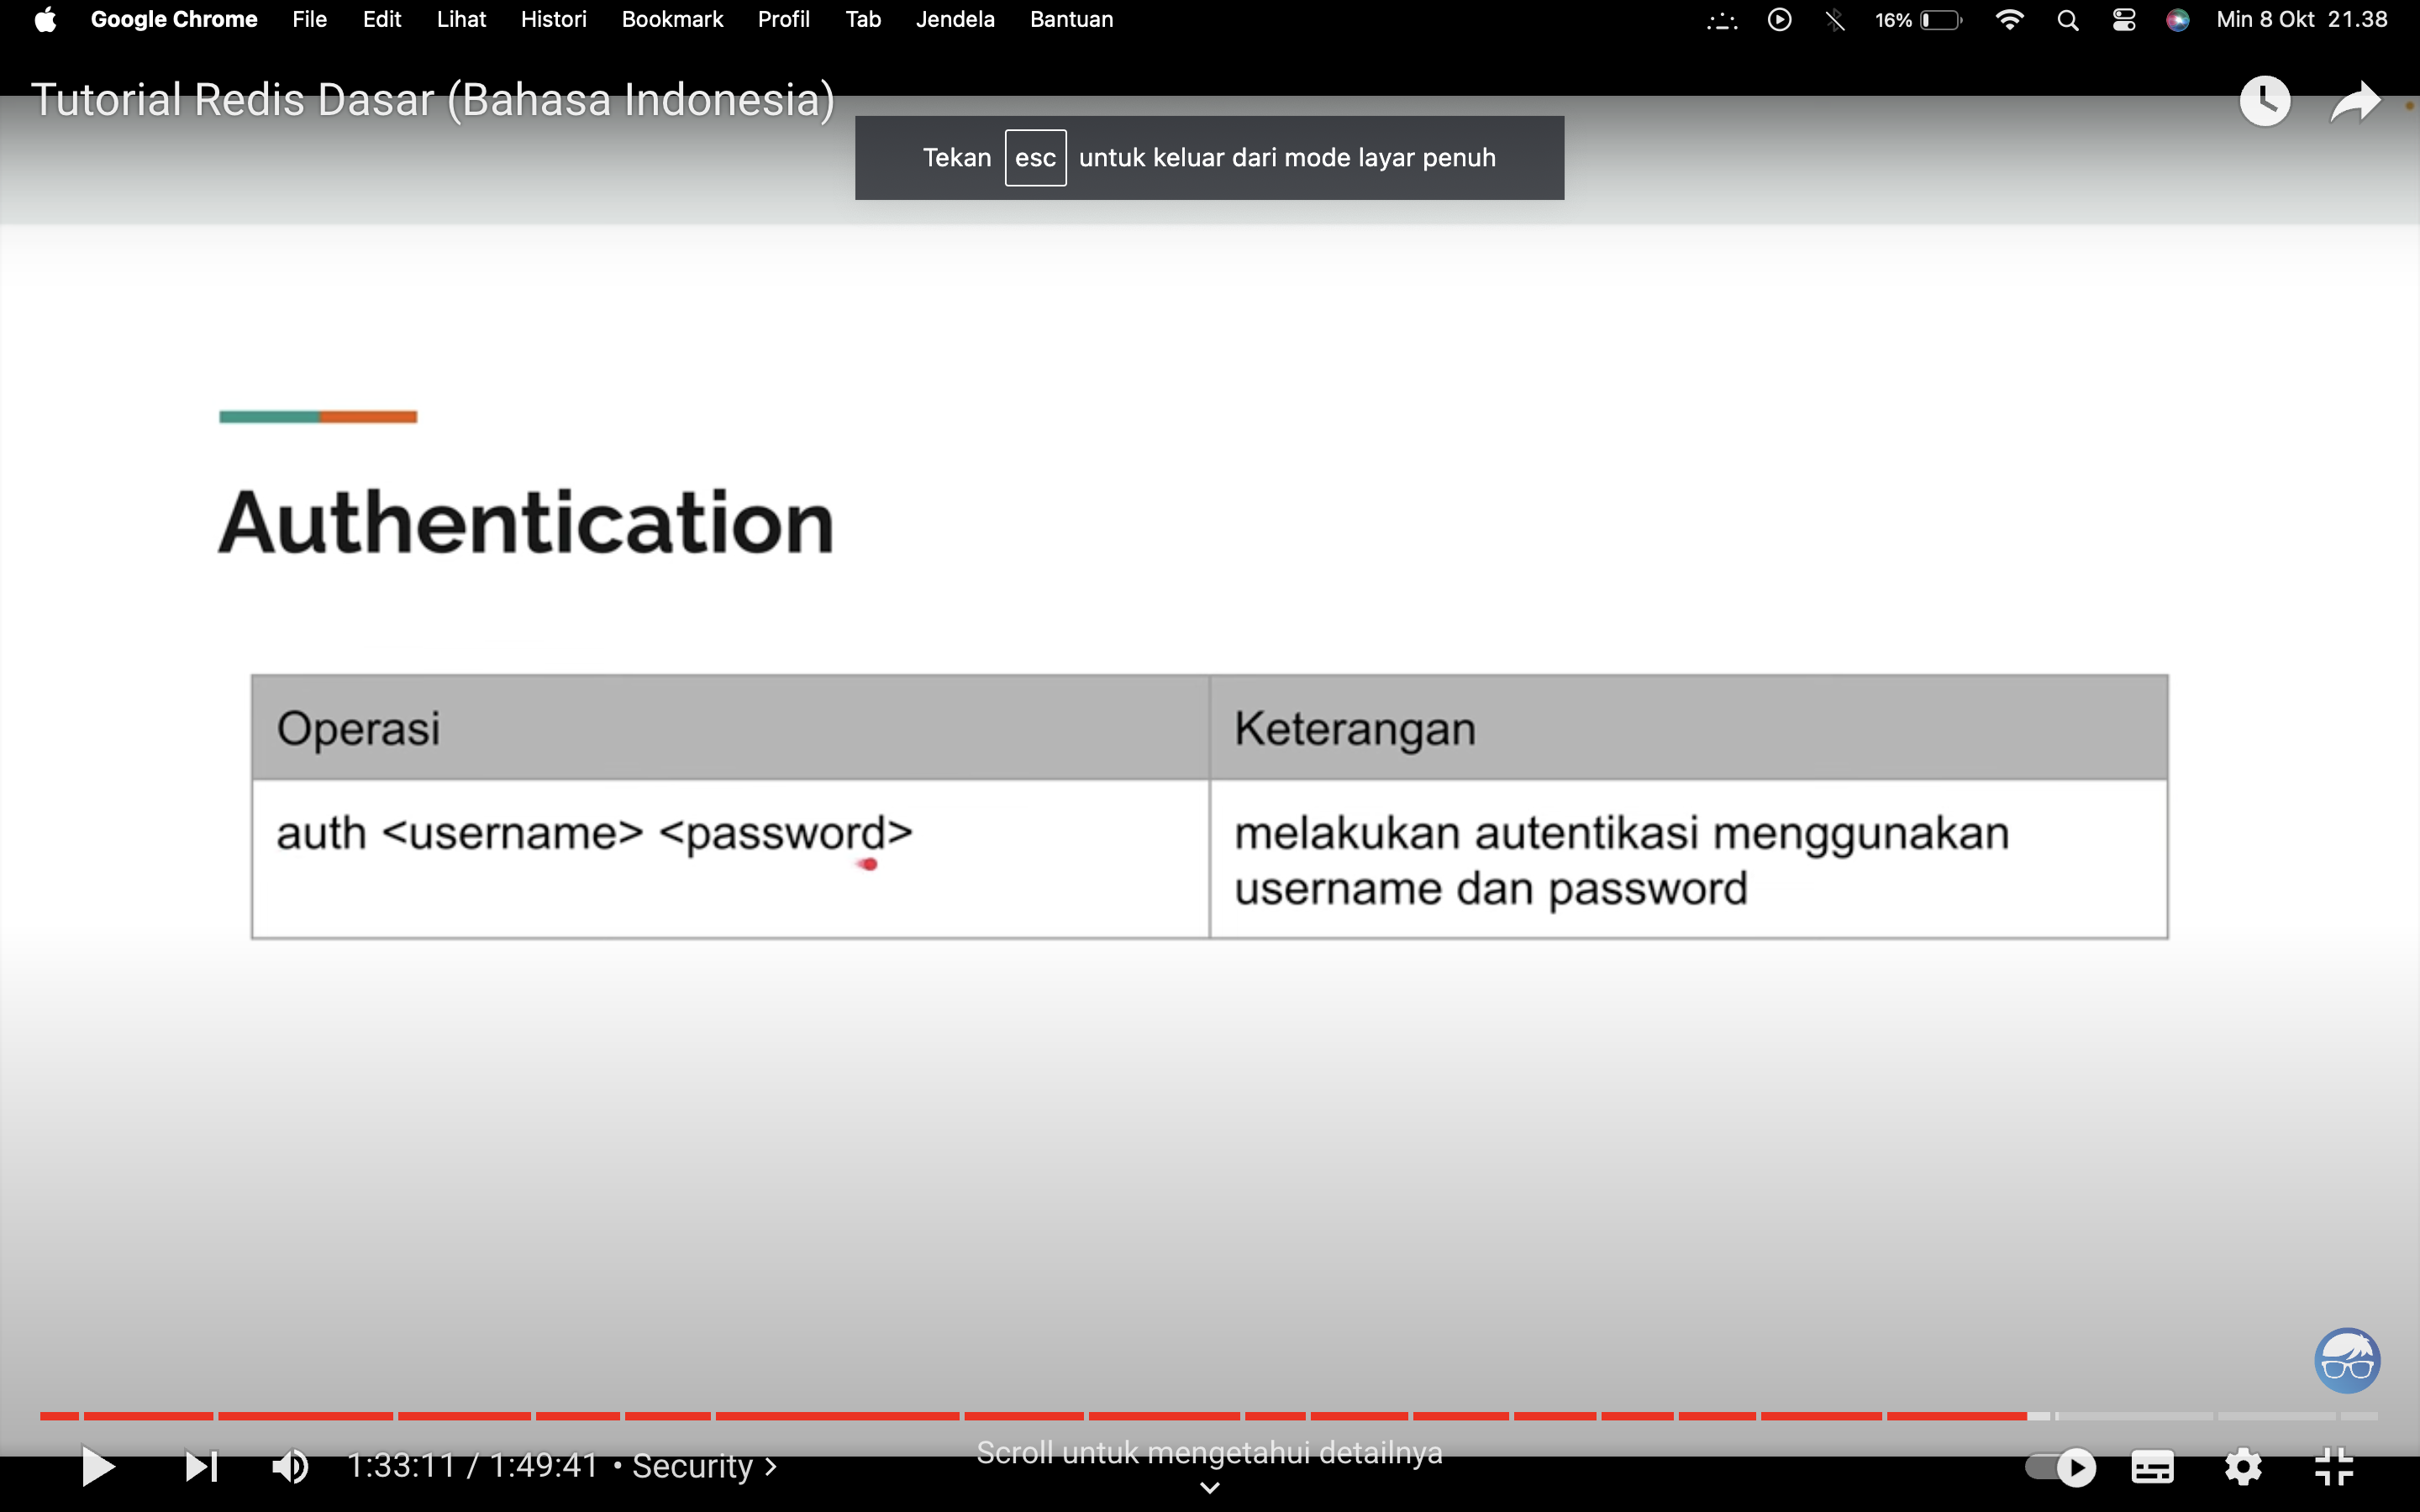 Google Chrome File Edit Lihat Histori Bookmark Profil Tab Jendela Bantuan 16% Min 8 Okt 21.38
Tutorial Redis Dasar (Bahasa Indonesia)
Tekan esc untuk keluar dari mode layar penuh
Authentication
Operasi Keterangan
auth <username> <password> melakukan autentikasi menggunakan
username dan password
Scroll untuk mengetahui detailnya
1:33:11 / 1:49:41 • Security >